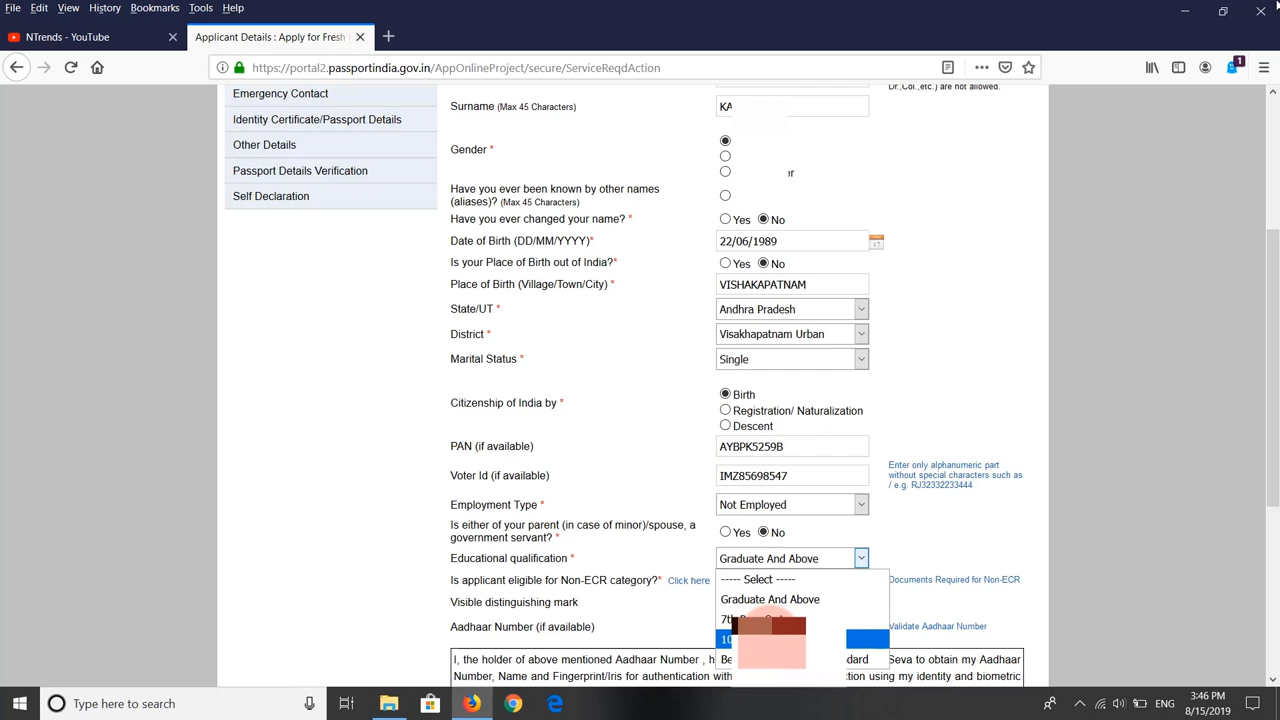 File Edit View History Bookmarks Tools Help
NTrends - YouTube
Applicant Details : Apply for Fresh
https://portal2.passportindia.gov.in/AppOnlineProject/secure/ServiceReqdAction
1
Emergency Contact
Identity Certificate/Passport Details
Other Details
Passport Details Verification
Self Declaration
Dr.,Col.,etc.) are not allowed.
Surname (Max 45 Characters) KA
Gender *
er
Have you ever been known by other names
(aliases)? (Max 45 Characters)
Have you ever changed your name? * Yes No
Date of Birth (DD/MM/YYYY)* 22/06/1989
Is your Place of Birth out of India?* Yes No
Place of Birth (Village/Town/City) * VISHAKAPATNAM
State/UT * Andhra Pradesh
District * Visakhapatnam Urban
Marital Status * Single
Citizenship of India by * Birth
Registration/ Naturalization
Descent
PAN (if available) AYBPK5259B
Voter Id (if available) IMZ85698547
Enter only alphanumeric part
without special characters such as
/ e.g. RJ32332233444
Employment Type * Not Employed
Is either of your parent (in case of minor)/spouse, a
government servant? * Yes No
Educational qualification * Graduate And Above
----- Select -----
Graduate And Above
7th
10
Be dard
Is applicant eligible for Non-ECR category?* Click here
Documents Required for Non-ECR
Visible distinguishing mark
Aadhaar Number (if available)
Validate Aadhaar Number
I, the holder of above mentioned Aadhaar Number , h Seva to obtain my Aadhaar
Number, Name and Fingerprint/Iris for authentication with ction using my identity and biometric
Type here to search
ENG
3:46 PM
8/15/2019